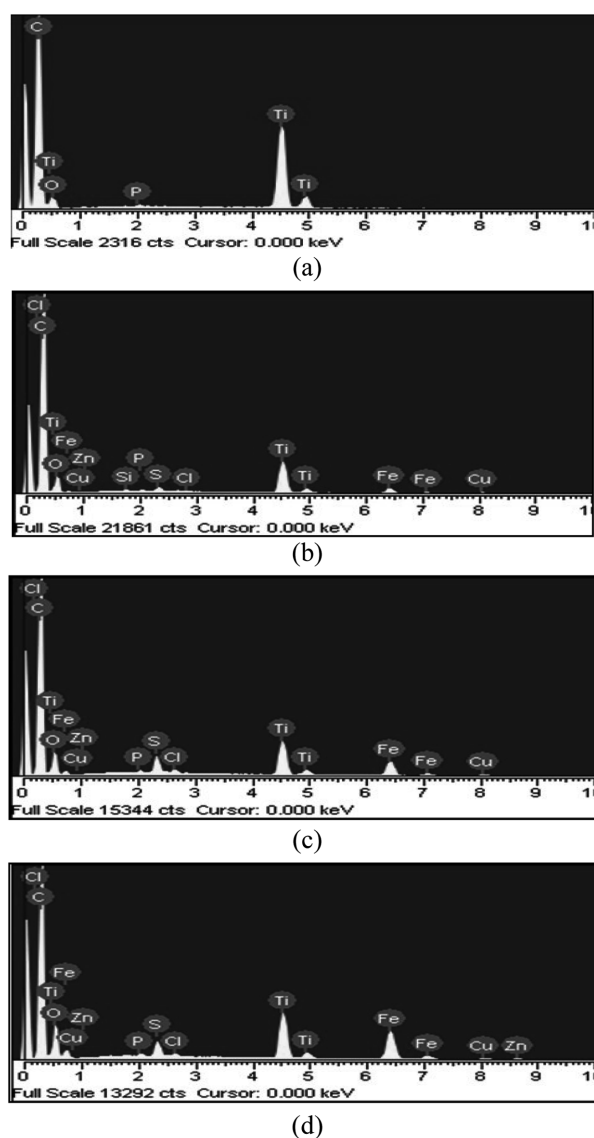 C
Ti
Ti
O
P
Ti
0 1 2 3 4 5 6 7 8 9 10
Full Scale 2316 cts Cursor: 0.000 keV
(a)
Cl
C
Ti
Fe
P
Ti
O
Zn
S
Ti
Fe
Fe
Cu
Cu
Si
Cl
0 1 2 3 4 5 6 7 8 9 10
Full Scale 21861 cts Cursor: 0.000 keV
(b)
Cl
C
Ti
Fe
Ti
O
Zn
S
Fe
Cu
P
Cl
Ti
Fe
Cu
0 1 2 3 4 5 6 7 8 9 10
Full Scale 15344 cts Cursor: 0.000 keV
(c)
Cl
C
Fe
Ti
Ti
O
Zn
S
Fe
Cu
P
Cl
Ti
Fe
Cu
Zn
0 1 2 3 4 5 6 7 8 9 10
Full Scale 13292 cts Cursor: 0.000 keV
(d)